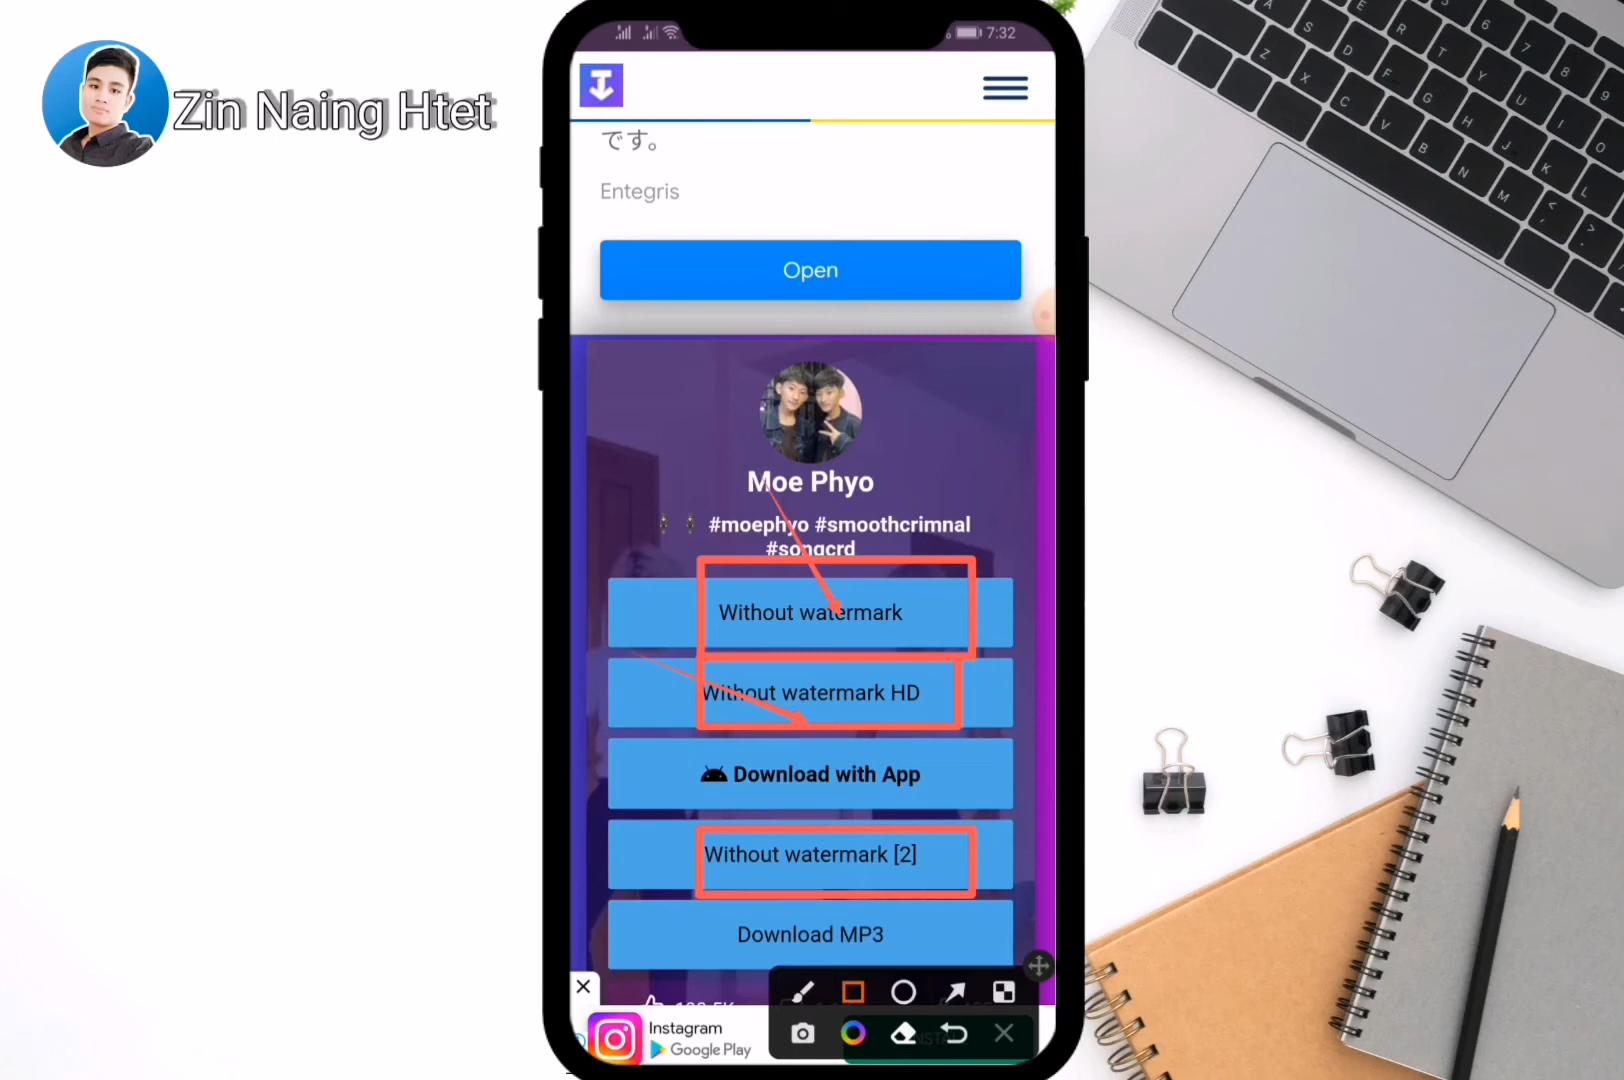 Zin Naing Htet
7:32
です。
Entegris
Open
Moe Phyo
#moephyo #smoothcrimnal
#songcrd
Without watermark
Without watermark HD
Download with App
Without watermark [2]
Download MP3
Instagram
Google Play